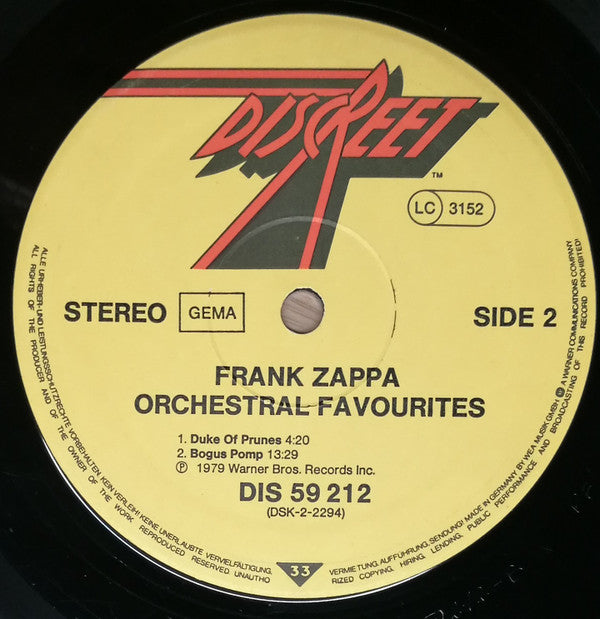 DISCREET
™
LC 3152
STEREO
GEMA
SIDE 2
FRANK ZAPPA
ORCHESTRAL FAVOURITES
1. Duke Of Prunes 4:20
2. Bogus Pomp 13:29
Ⓟ 1979 Warner Bros. Records Inc.
DIS 59 212
(DSK-2-2294)
33
ALLE URHEBER- UND LEISTUNGSSCHUTZRECHTE VORBEHALTEN. KEIN VERLEIH! KEINE UNERLAUBTE VERVIELFÄLTIGUNG, VERMIETUNG, AUFFÜHRUNG, SENDUNG! MADE IN GERMANY BY WEA MUSIK GMBH A WARNER COMMUNICATIONS COMPANY
ALL RIGHTS OF THE PRODUCER AND OF THE OWNER OF THE WORK REPRODUCED RESERVED. UNAUTHORIZED COPYING, HIRING, LENDING, PUBLIC PERFORMANCE AND BROADCASTING OF THIS RECORD PROHIBITED!